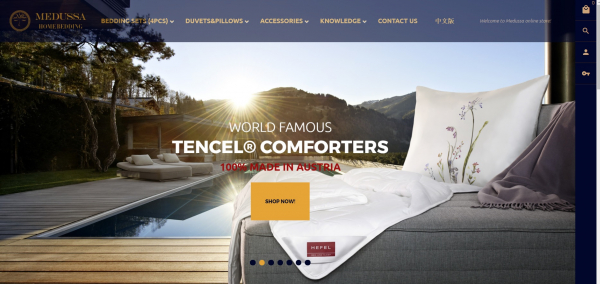 MEDUSSA
HOME BEDDING
BEDDING SETS (4PCS)
DUVETS&PILLOWS
ACCESSORIES
KNOWLEDGE
CONTACT US
中文版
Welcome to Medussa online store!
0
WORLD FAMOUS
TENCEL® COMFORTERS
100% MADE IN AUSTRIA
SHOP NOW!
HEFEL